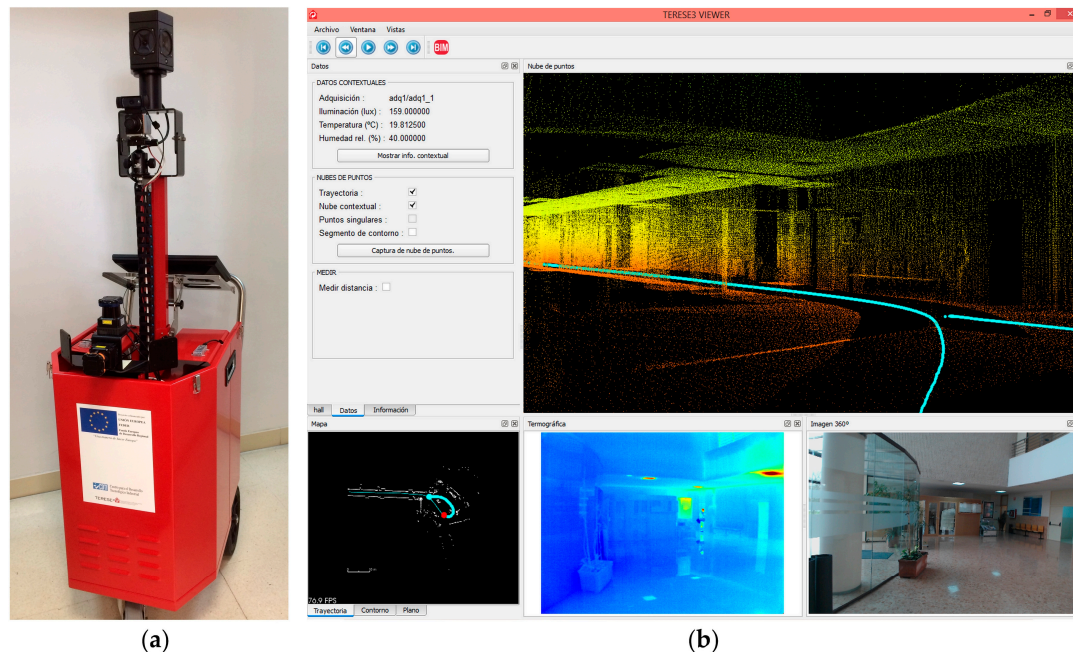 UNION EUROPEA
TERESE3
TERESE3 VIEWER
Archivo Ventana Vistas
BIM
Datos
Nube de puntos
DATOS CONTEXTUALES
Adquisición : adq1/adq1_1
Iluminación (lux) : 159.000000
Temperatura (ºC) : 19.812500
Humedad rel. (%) : 40.000000
Mostrar info. contextual
NUBES DE PUNTOS
Trayectoria :
Nube contextual :
Puntos singulares :
Segmento de contorno :
Captura de nube de puntos.
MEDIR
Medir distancia :
hall Datos Información
Mapa
Termográfica
Imagen 360º
76.9 FPS
Trayectoria Contorno Plano
(a)
(b)